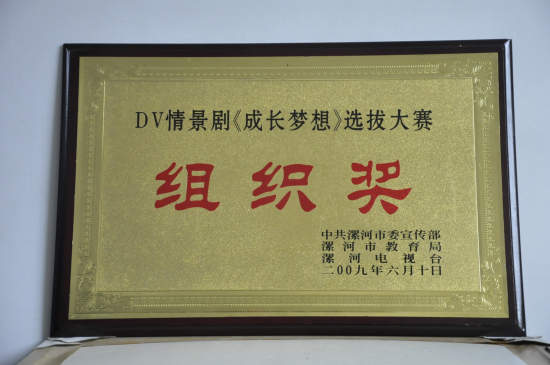 DV情景剧《成长梦想》选拔大赛
组织奖
中共漯河市委宣传部
漯河市教育局
漯河电视台
二00九年六月十日